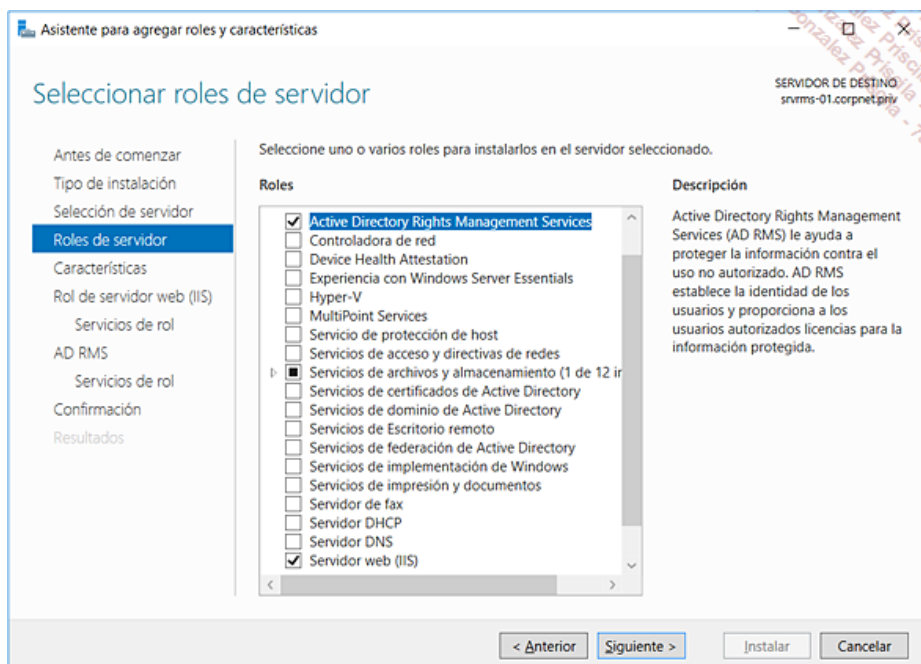 Asistente para agregar roles y características
Seleccionar roles de servidor
SERVIDOR DE DESTINO
srvrms-01.corpnet.priv
Antes de comenzar
Tipo de instalación
Selección de servidor
Roles de servidor
Características
Rol de servidor web (IIS)
Servicios de rol
AD RMS
Servicios de rol
Confirmación
Resultados
Seleccione uno o varios roles para instalarlos en el servidor seleccionado.
Roles
Active Directory Rights Management Services
Controladora de red
Device Health Attestation
Experiencia con Windows Server Essentials
Hyper-V
MultiPoint Services
Servicio de protección de host
Servicios de acceso y directivas de redes
Servicios de archivos y almacenamiento (1 de 12 ir
Servicios de certificados de Active Directory
Servicios de dominio de Active Directory
Servicios de Escritorio remoto
Servicios de federación de Active Directory
Servicios de implementación de Windows
Servicios de impresión y documentos
Servidor de fax
Servidor DHCP
Servidor DNS
Servidor web (IIS)
Descripción
Active Directory Rights Management
Services (AD RMS) le ayuda a
proteger la información contra el
uso no autorizado. AD RMS
establece la identidad de los
usuarios y proporciona a los
usuarios autorizados licencias para la
información protegida.
< Anterior
Siguiente >
Instalar
Cancelar